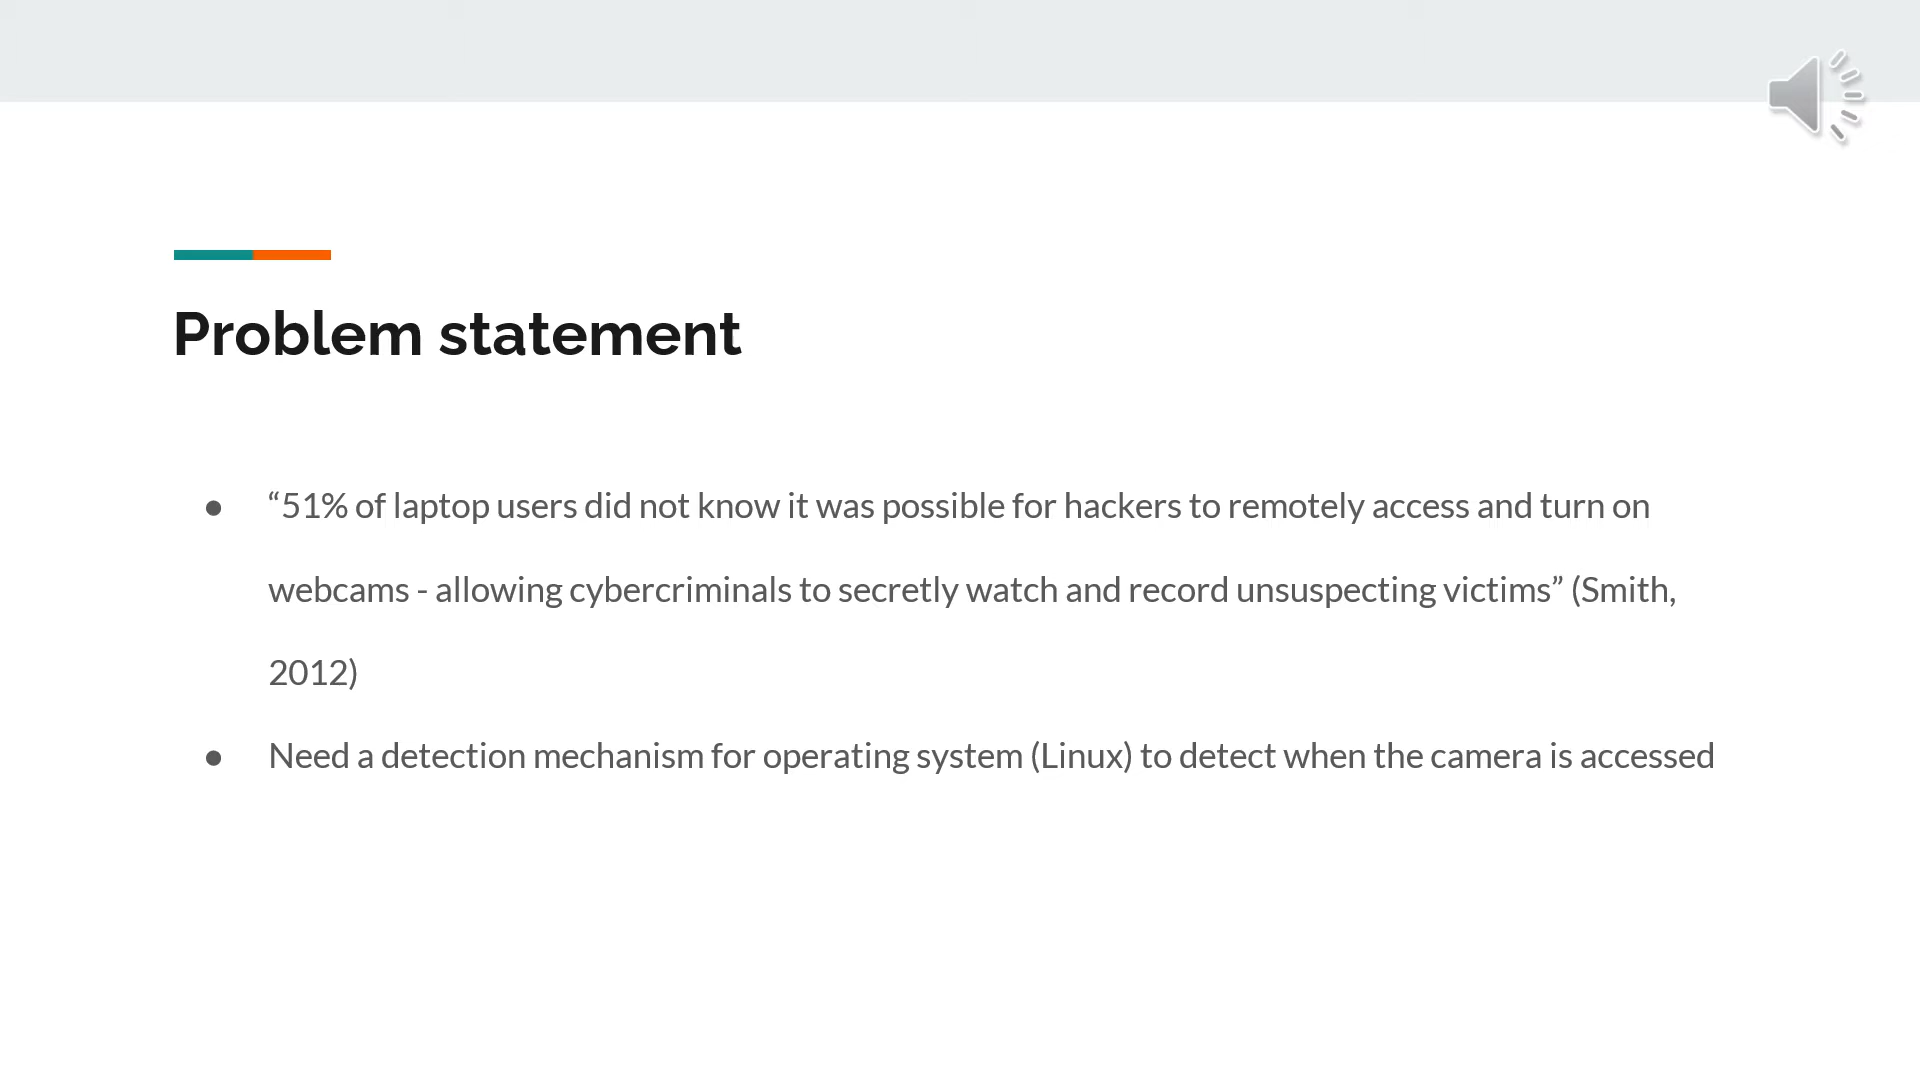 Problem statement
● “51% of laptop users did not know it was possible for hackers to remotely access and turn on
webcams - allowing cybercriminals to secretly watch and record unsuspecting victims” (Smith,
2012)
● Need a detection mechanism for operating system (Linux) to detect when the camera is accessed